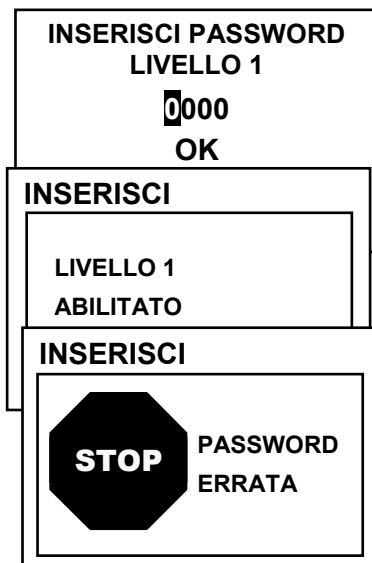 INSERISCI PASSWORD
LIVELLO 1
0000
OK
INSERISCI
LIVELLO 1
ABILITATO
INSERISCI
STOP
PASSWORD
ERRATA